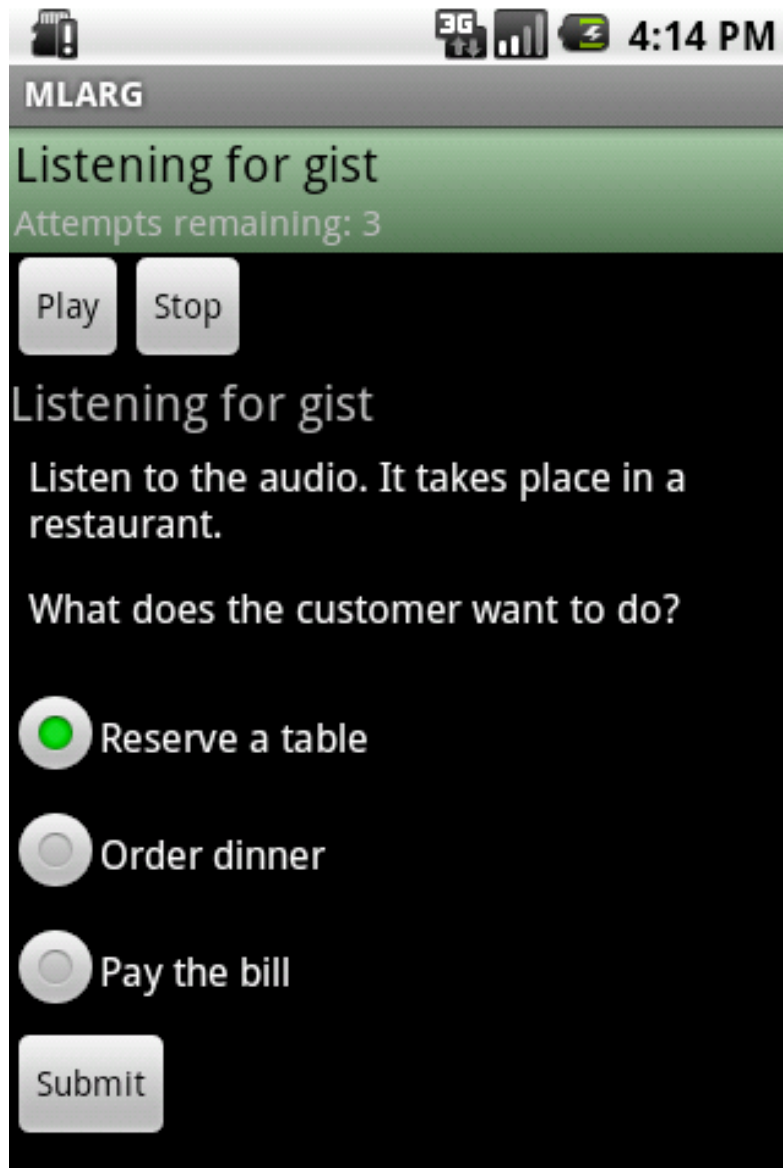 3G 4:14 PM
MLARG
Listening for gist
Attempts remaining: 3
Play Stop
Listening for gist
Listen to the audio. It takes place in a
restaurant.
What does the customer want to do?
Reserve a table
Order dinner
Pay the bill
Submit